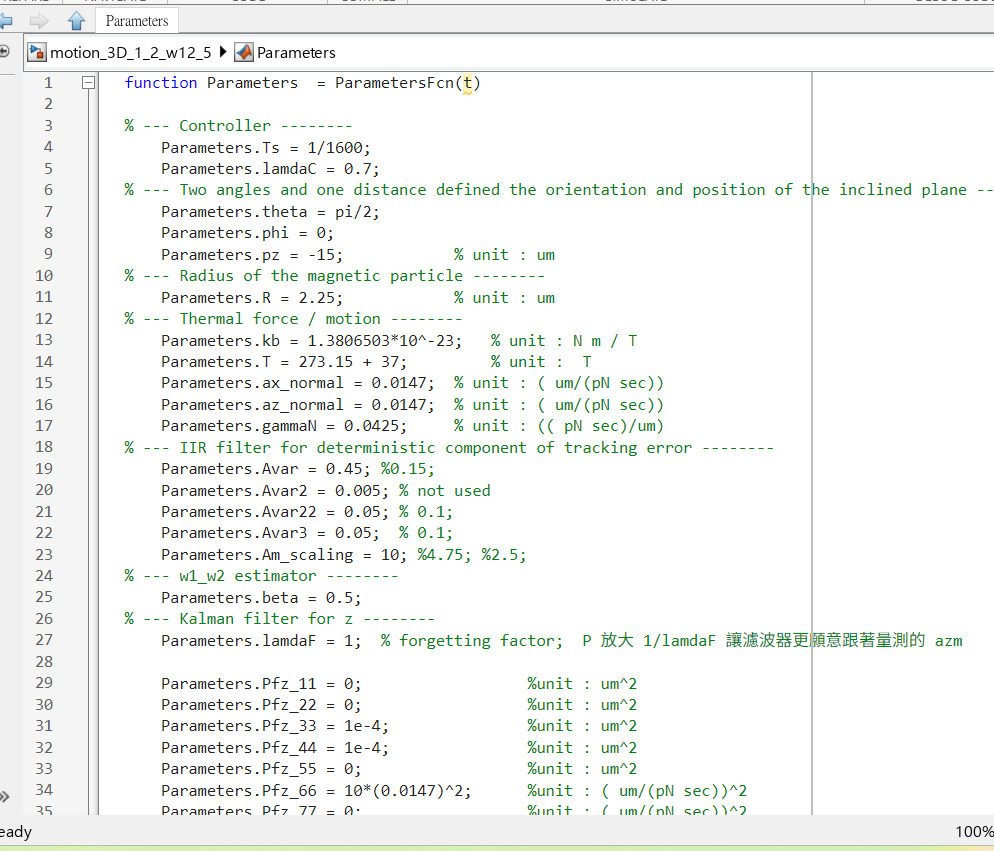 Parameters
motion_3D_1_2_w12_5 Parameters
1 function Parameters = ParametersFcn(t)
2
3 % --- Controller --------
4 Parameters.Ts = 1/1600;
5 Parameters.lamdaC = 0.7;
6 % --- Two angles and one distance defined the orientation and position of the inclined plane --
7 Parameters.theta = pi/2;
8 Parameters.phi = 0;
9 Parameters.pz = -15; % unit : um
10 % --- Radius of the magnetic particle --------
11 Parameters.R = 2.25; % unit : um
12 % --- Thermal force / motion --------
13 Parameters.kb = 1.3806503*10^-23; % unit : N m / T
14 Parameters.T = 273.15 + 37; % unit : T
15 Parameters.ax_normal = 0.0147; % unit : ( um/(pN sec))
16 Parameters.az_normal = 0.0147; % unit : ( um/(pN sec))
17 Parameters.gammaN = 0.0425; % unit : (( pN sec)/um)
18 % --- IIR filter for deterministic component of tracking error --------
19 Parameters.Avar = 0.45; %0.15;
20 Parameters.Avar2 = 0.005; % not used
21 Parameters.Avar22 = 0.05; % 0.1;
22 Parameters.Avar3 = 0.05; % 0.1;
23 Parameters.Am_scaling = 10; %4.75; %2.5;
24 % --- w1_w2 estimator --------
25 Parameters.beta = 0.5;
26 % --- Kalman filter for z --------
27 Parameters.lamdaF = 1; % forgetting factor; P 放大 1/lamdaF 讓濾波器更願意跟著量測的 azm
28
29 Parameters.Pfz_11 = 0; %unit : um^2
30 Parameters.Pfz_22 = 0; %unit : um^2
31 Parameters.Pfz_33 = 1e-4; %unit : um^2
32 Parameters.Pfz_44 = 1e-4; %unit : um^2
33 Parameters.Pfz_55 = 0; %unit : um^2
34 Parameters.Pfz_66 = 10*(0.0147)^2; %unit : ( um/(pN sec))^2
35 Parameters.Pfz_77 = 0; %unit : ( um/(pN sec))^2
eady 100%